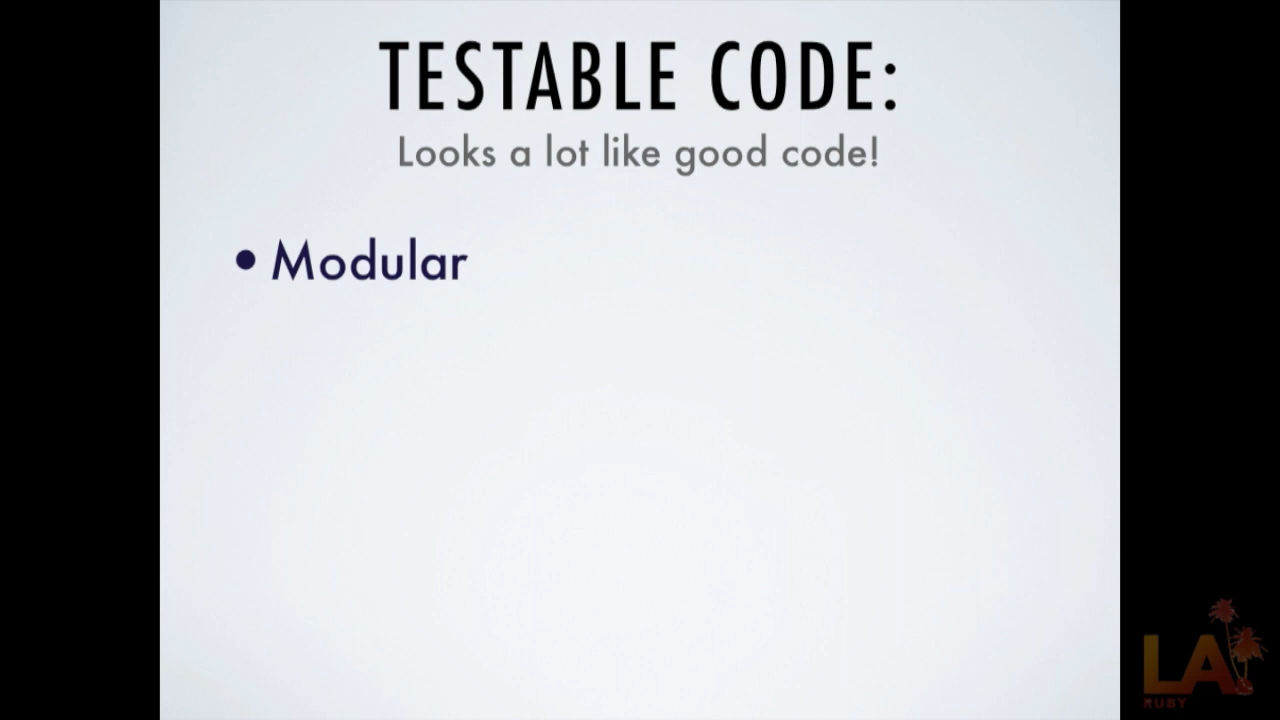 TESTABLE CODE:
Looks a lot like good code!
• Modular
LA
RUBY